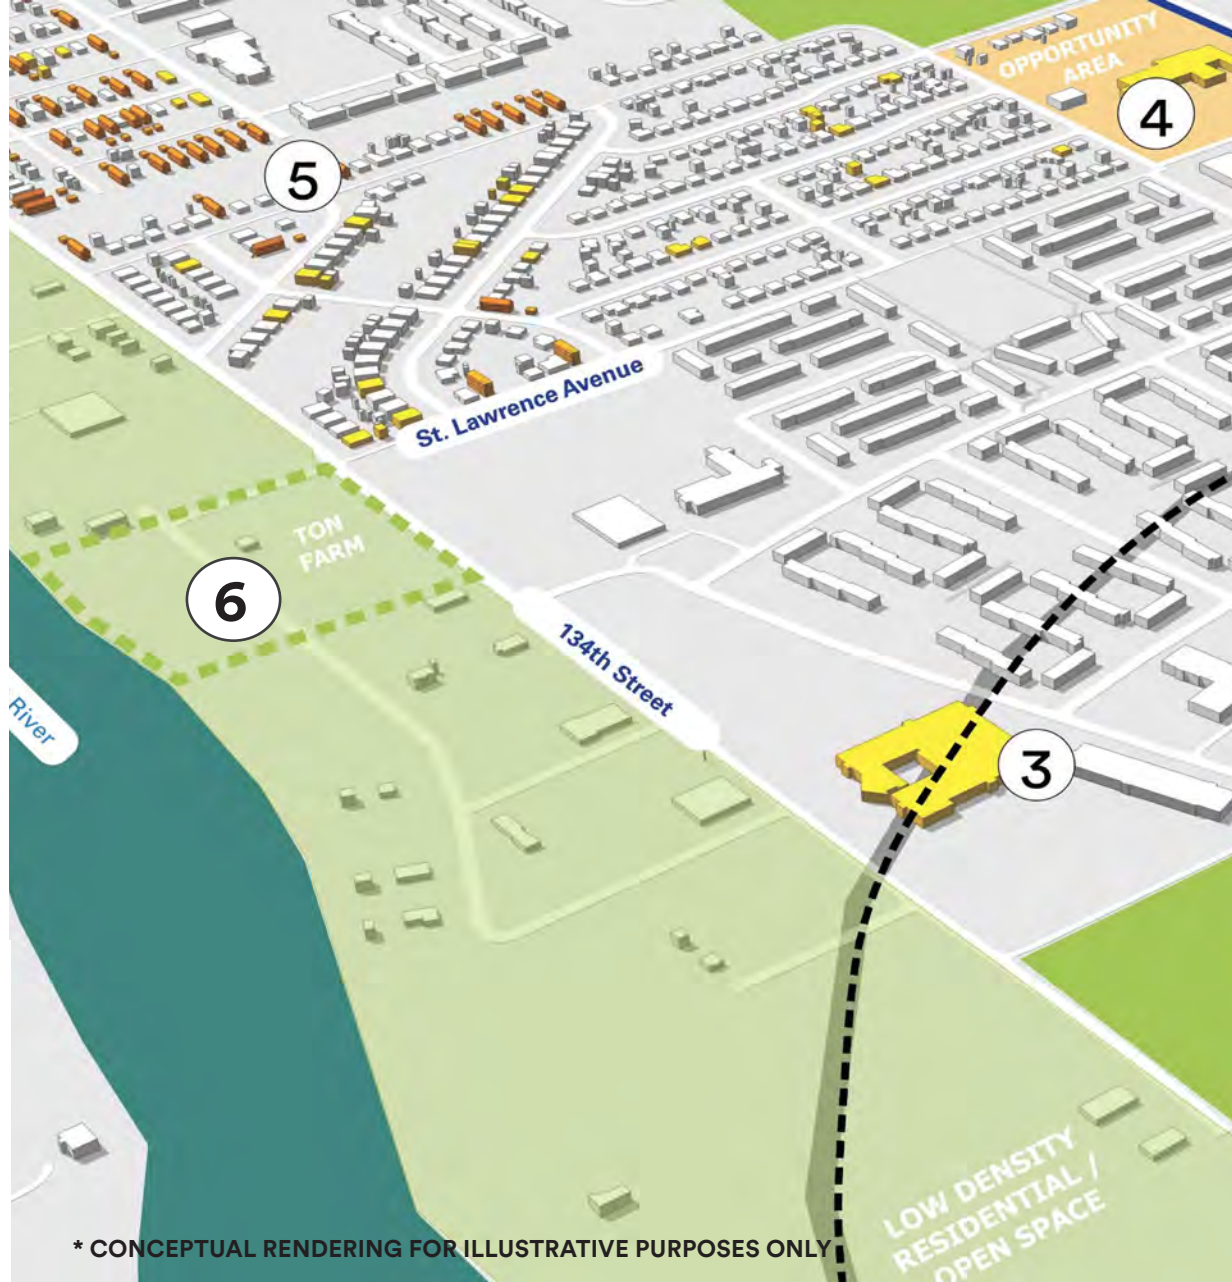 OPPORTUNITY
AREA
4
5
St. Lawrence Avenue
TON
FARM
6
134th Street
River
3
LOW DENSITY
RESIDENTIAL /
OPEN SPACE
* CONCEPTUAL RENDERING FOR ILLUSTRATIVE PURPOSES ONLY